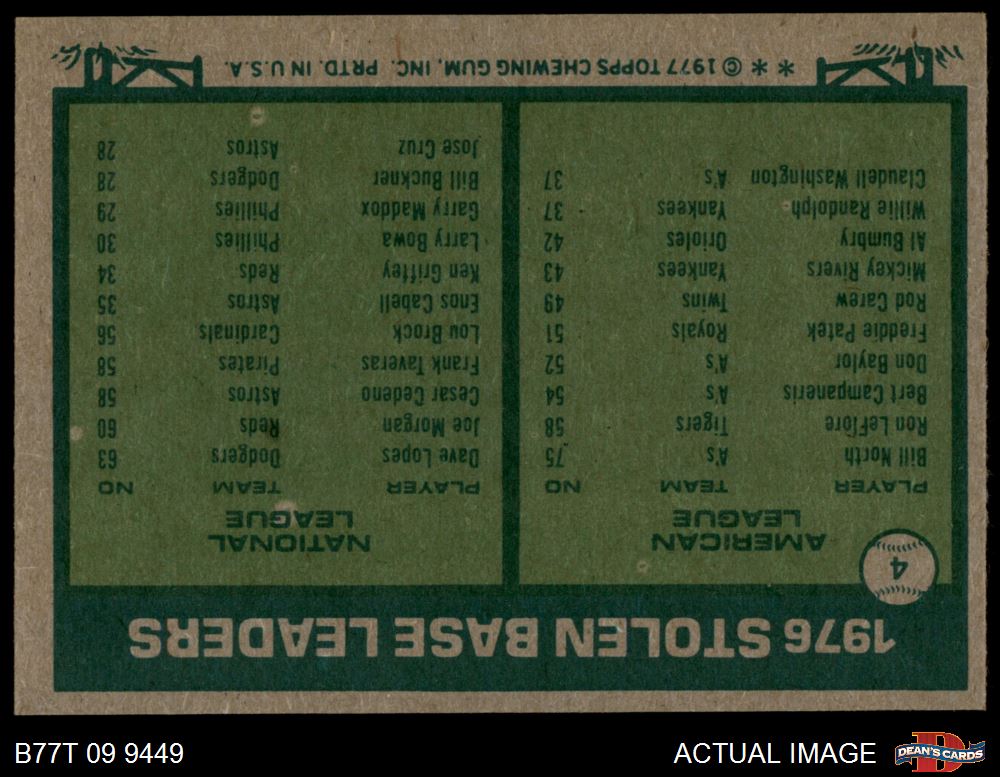 1976 STOLEN BASE LEADERS
4
AMERICAN
LEAGUE
PLAYER TEAM NO
Bill North A's 75
Ron LeFlore Tigers 58
Bert Campaneris A's 54
Don Baylor A's 52
Freddie Patek Royals 51
Rod Carew Twins 49
Mickey Rivers Yankees 43
Al Bumbry Orioles 42
Willie Randolph Yankees 37
Claudell Washington A's 37
NATIONAL
LEAGUE
PLAYER TEAM NO
Dave Lopes Dodgers 63
Joe Morgan Reds 60
Cesar Cedeno Astros 58
Frank Taveras Pirates 58
Lou Brock Cardinals 56
Enos Cabell Astros 35
Ken Griffey Reds 34
Larry Bowa Phillies 30
Garry Maddox Phillies 29
Bill Buckner Dodgers 28
Jose Cruz Astros 28
* * © 1977 TOPPS CHEWING GUM, INC. PRTD. IN U.S.A.
B77T 09 9449
ACTUAL IMAGE
D
DEAN'S CARDS